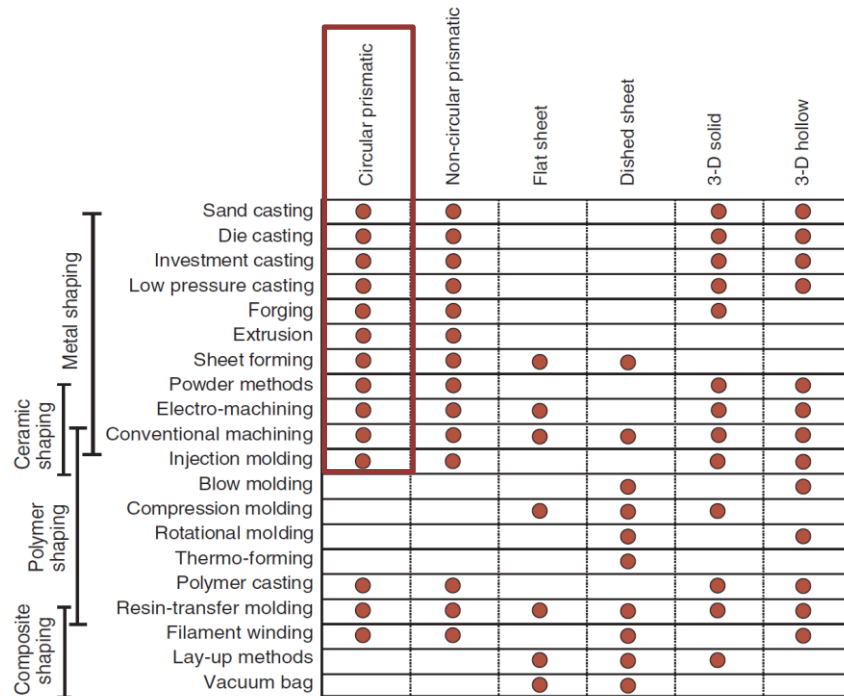 Circular prismatic
Non-circular prismatic
Flat sheet
Dished sheet
3-D solid
3-D hollow
Metal shaping
Ceramic
shaping
Polymer
shaping
Composite
shaping
Sand casting
Die casting
Investment casting
Low pressure casting
Forging
Extrusion
Sheet forming
Powder methods
Electro-machining
Conventional machining
Injection molding
Blow molding
Compression molding
Rotational molding
Thermo-forming
Polymer casting
Resin-transfer molding
Filament winding
Lay-up methods
Vacuum bag